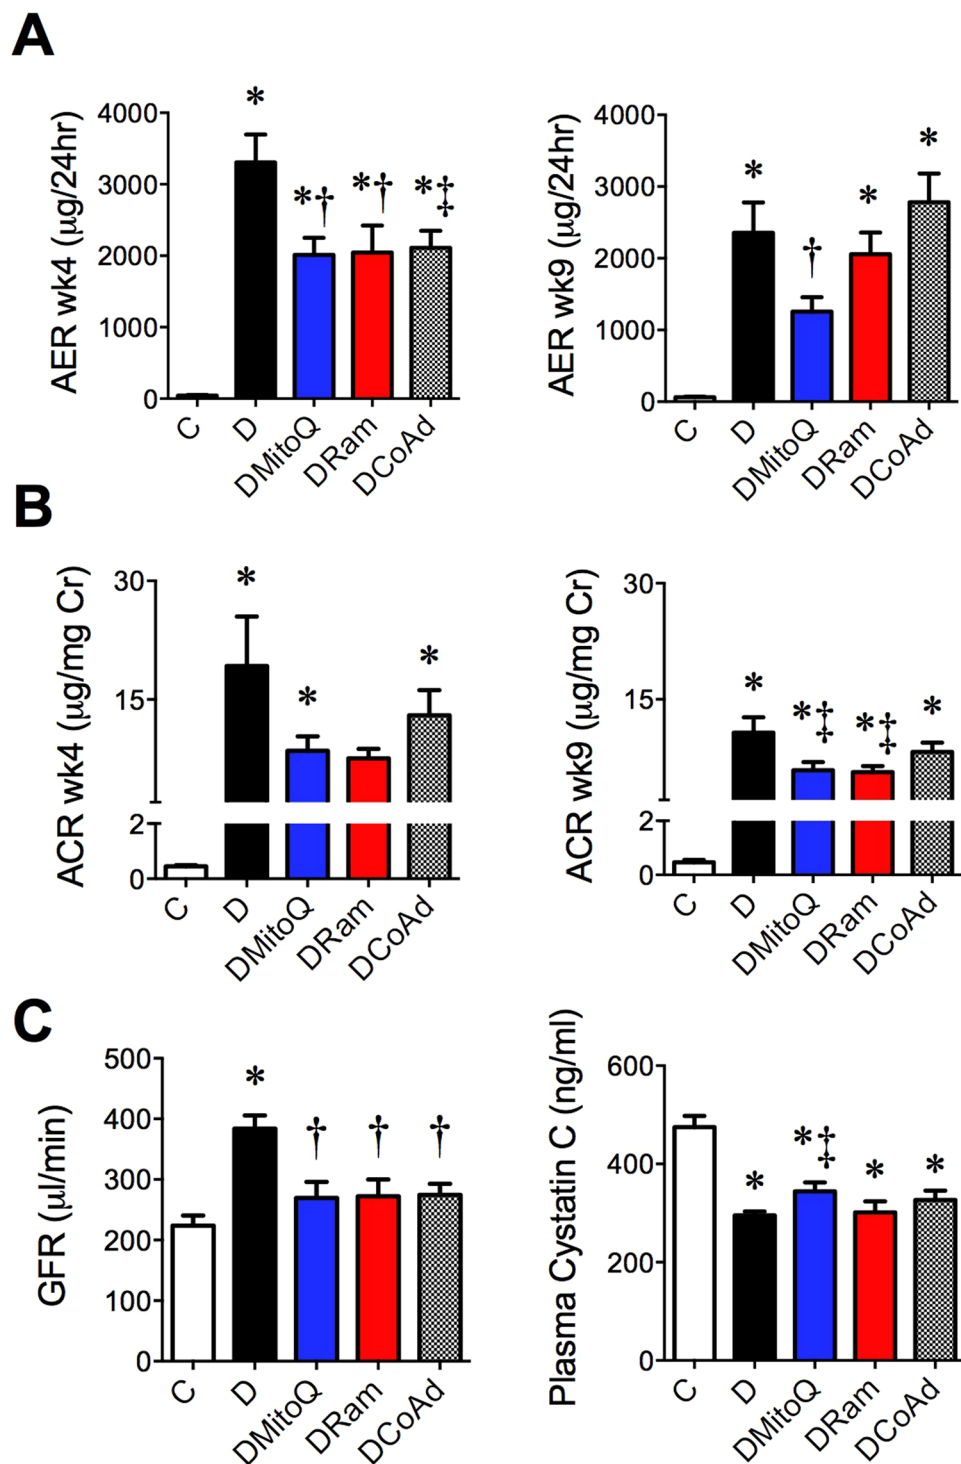 A
AER wk4 (µg/24hr)
4000
3000
2000
1000
0
*
*†
*†
*‡
C
D
DMitoQ
DRam
DCoAd
AER wk9 (µg/24hr)
4000
3000
2000
1000
0
*
†
*
*
C
D
DMitoQ
DRam
DCoAd
B
ACR wk4 (µg/mg Cr)
30
15
2
0
*
*
*
C
D
DMitoQ
DRam
DCoAd
ACR wk9 (µg/mg Cr)
30
15
2
0
*
*‡
*‡
*
C
D
DMitoQ
DRam
DCoAd
C
GFR (µl/min)
500
400
300
200
100
0
*
†
†
†
C
D
DMitoQ
DRam
DCoAd
Plasma Cystatin C (ng/ml)
600
400
200
0
*
*‡
*
*
C
D
DMitoQ
DRam
DCoAd